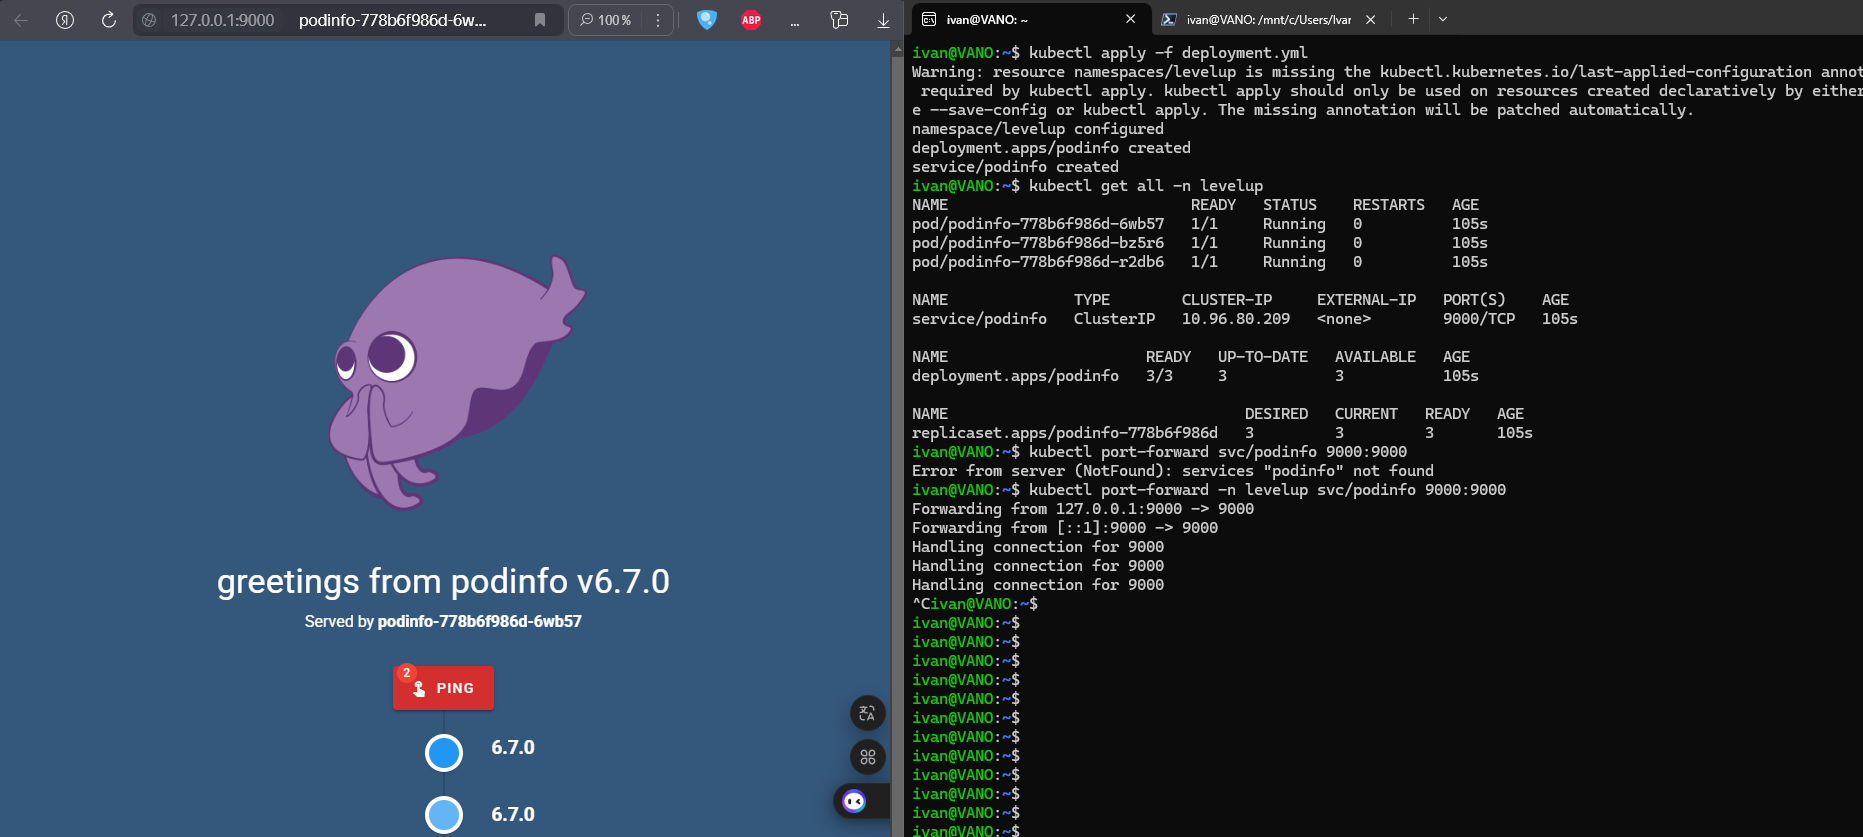 127.0.0.1:9000
podinfo-778b6f986d-6w...
100 %
ABP
...
greetings from podinfo v6.7.0
Served by podinfo-778b6f986d-6wb57
2
PING
6.7.0
6.7.0
ivan@VANO: ~
ivan@VANO: /mnt/c/Users/Ivar
ivan@VANO:~$ kubectl apply -f deployment.yml
Warning: resource namespaces/levelup is missing the kubectl.kubernetes.io/last-applied-configuration annot
required by kubectl apply. kubectl apply should only be used on resources created declaratively by either
e --save-config or kubectl apply. The missing annotation will be patched automatically.
namespace/levelup configured
deployment.apps/podinfo created
service/podinfo created
ivan@VANO:~$ kubectl get all -n levelup
NAME READY STATUS RESTARTS AGE
pod/podinfo-778b6f986d-6wb57 1/1 Running 0 105s
pod/podinfo-778b6f986d-bz5r6 1/1 Running 0 105s
pod/podinfo-778b6f986d-r2db6 1/1 Running 0 105s
NAME TYPE CLUSTER-IP EXTERNAL-IP PORT(S) AGE
service/podinfo ClusterIP 10.96.80.209 <none> 9000/TCP 105s
NAME READY UP-TO-DATE AVAILABLE AGE
deployment.apps/podinfo 3/3 3 3 105s
NAME DESIRED CURRENT READY AGE
replicaset.apps/podinfo-778b6f986d 3 3 3 105s
ivan@VANO:~$ kubectl port-forward svc/podinfo 9000:9000
Error from server (NotFound): services "podinfo" not found
ivan@VANO:~$ kubectl port-forward -n levelup svc/podinfo 9000:9000
Forwarding from 127.0.0.1:9000 -> 9000
Forwarding from [::1]:9000 -> 9000
Handling connection for 9000
Handling connection for 9000
Handling connection for 9000
^Civan@VANO:~$
ivan@VANO:~$
ivan@VANO:~$
ivan@VANO:~$
ivan@VANO:~$
ivan@VANO:~$
ivan@VANO:~$
ivan@VANO:~$
ivan@VANO:~$
ivan@VANO:~$
ivan@VANO:~$
ivan@VANO:~$
ivan@VANO:~$